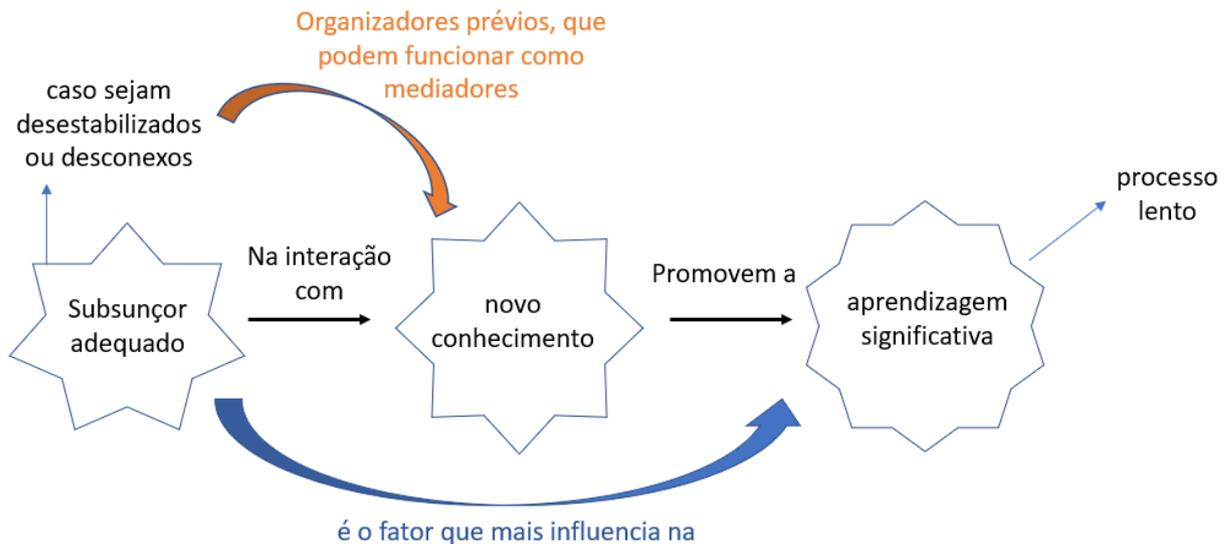 Organizadores prévios, que
podem funcionar como
mediadores
caso sejam
desestabilizados
ou desconexos
processo
lento
Na interação
com
Promovem a
Subsunçor
adequado
novo
conhecimento
aprendizagem
significativa
é o fator que mais influencia na